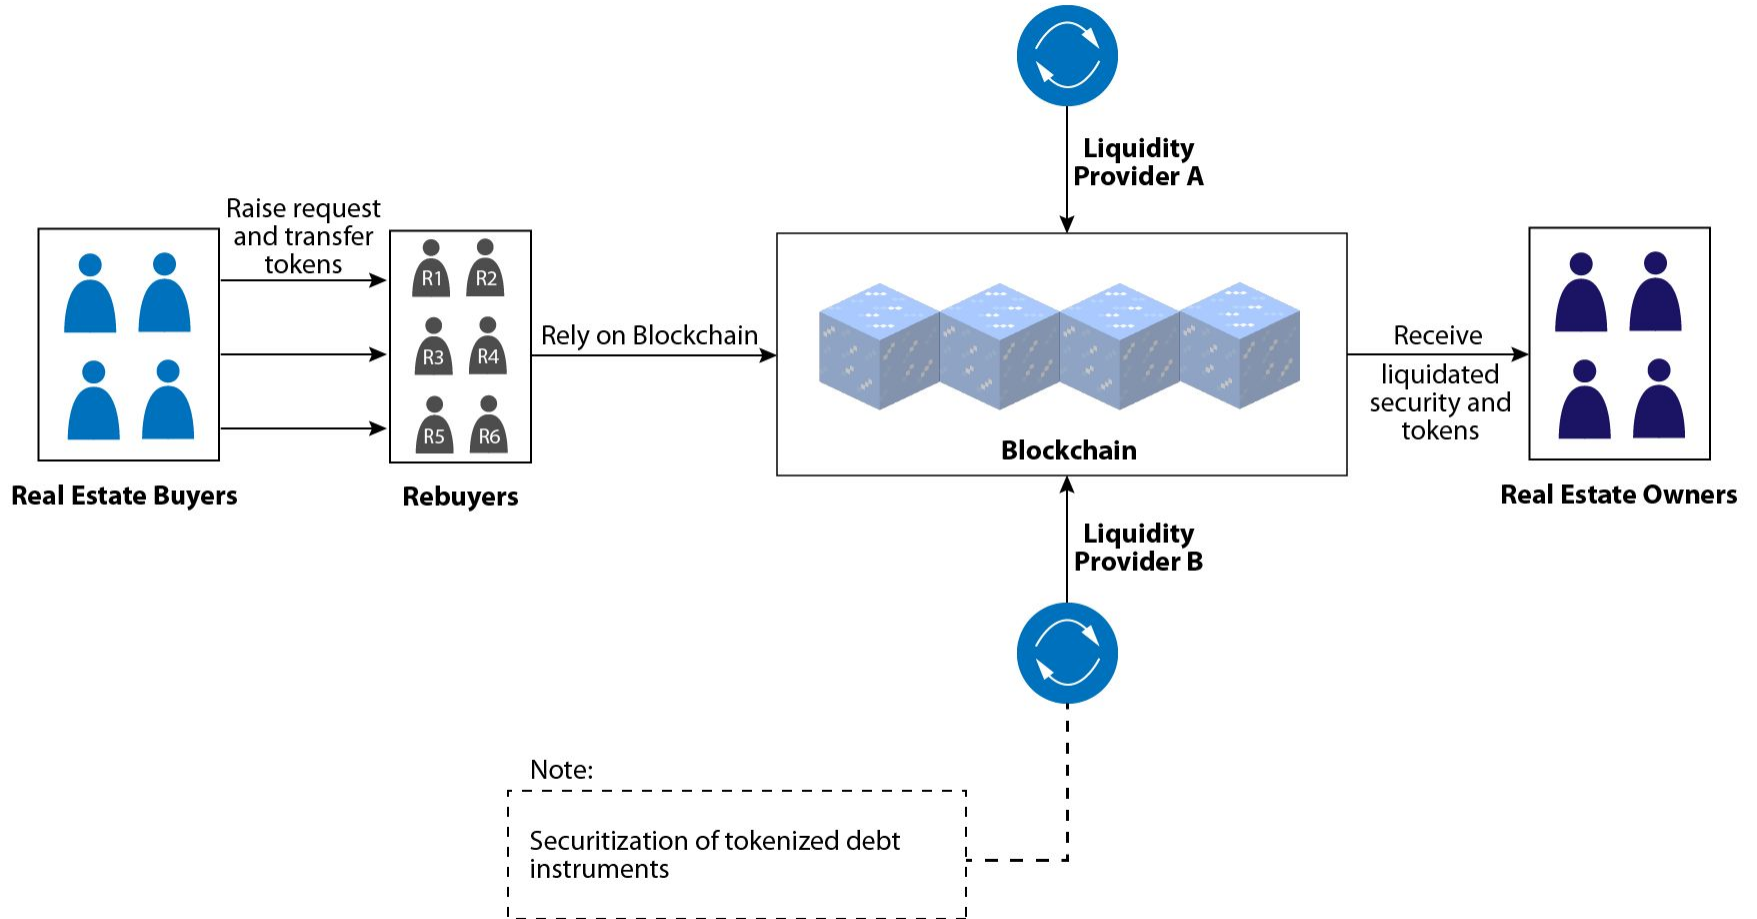 Liquidity
Provider A
Raise request
and transfer
tokens
R1
R2
R3
R4
R5
R6
Rely on Blockchain
Receive
liquidated
security and
tokens
Blockchain
Real Estate Buyers
Rebuyers
Real Estate Owners
Liquidity
Provider B
Note:
Securitization of tokenized debt
instruments